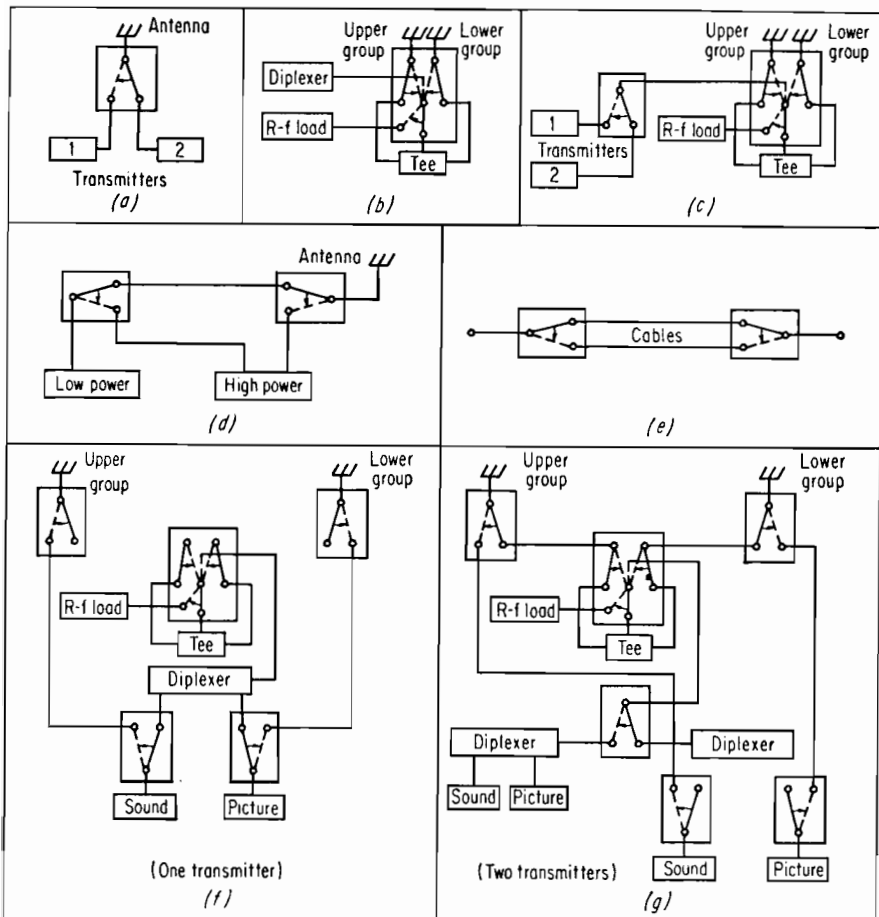 Antenna
1
2
Transmitters
(a)
Upper
group
Lower
group
Diplexer
R-f load
Tee
(b)
Upper
group
Lower
group
1
Transmitters
2
R-f load
Tee
(c)
Antenna
Low power
High power
(d)
Cables
(e)
Upper
group
Lower
group
R-f load
Tee
Diplexer
Sound
Picture
(One transmitter)
(f)
Upper
group
Lower
group
R-f load
Tee
Diplexer
Diplexer
Sound
Picture
Sound
Picture
(Two transmitters)
(g)